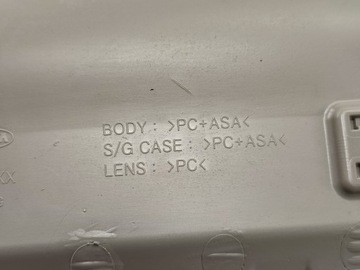 BODY : >PC+ASA<
S/G CASE : >PC+ASA<
LENS : >PC<